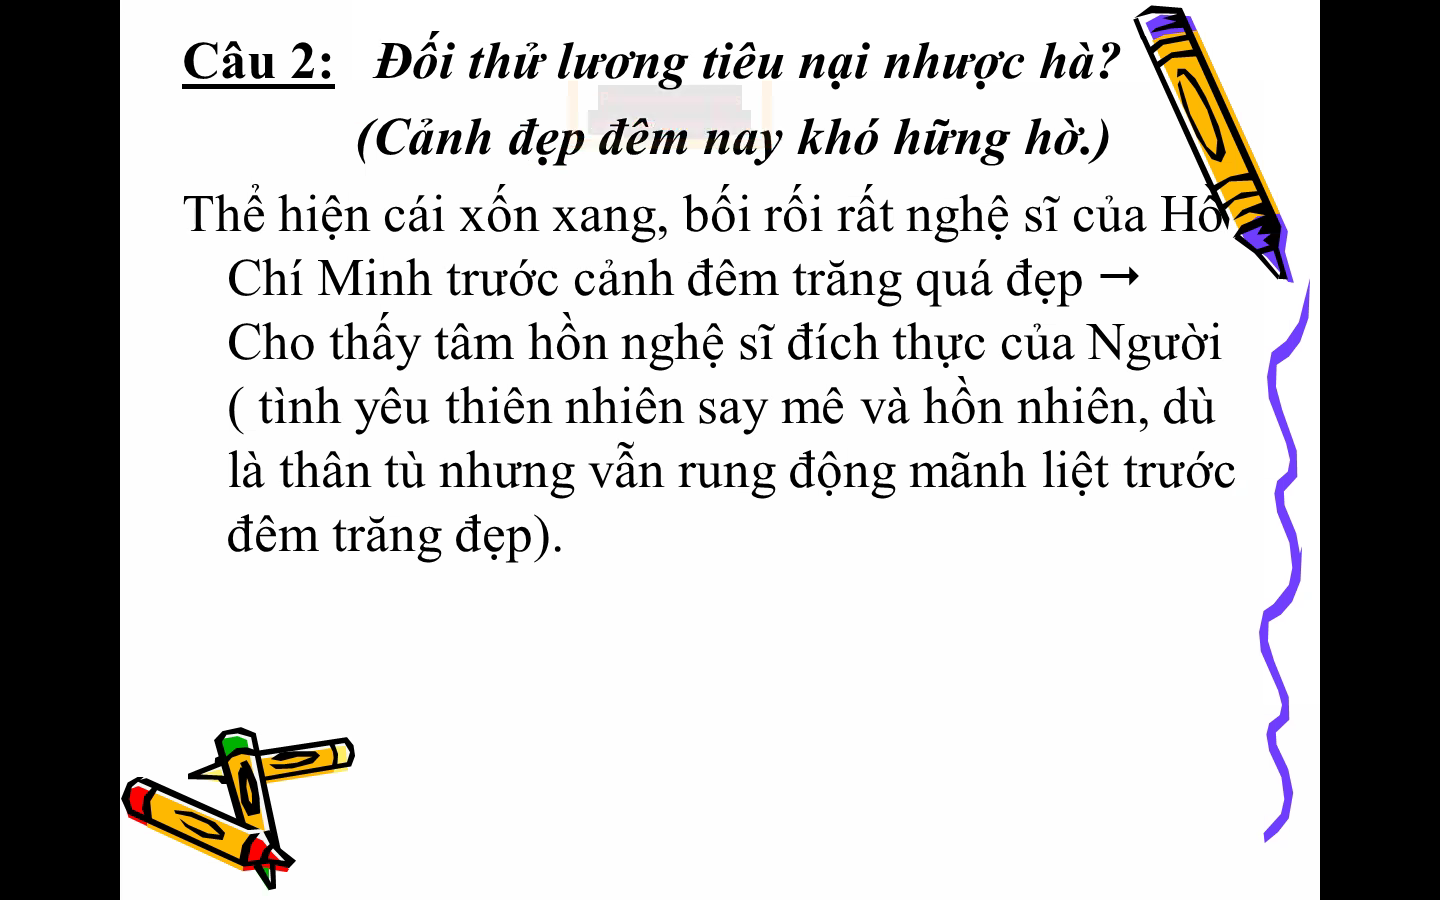 Câu 2: Đối thử lương tiêu nại nhược hà?
(Cảnh đẹp đêm nay khó hững hờ.)
Thể hiện cái xốn xang, bối rối rất nghệ sĩ của Hồ
Chí Minh trước cảnh đêm trăng quá đẹp →
Cho thấy tâm hồn nghệ sĩ đích thực của Người
( tình yêu thiên nhiên say mê và hồn nhiên, dù
là thân tù nhưng vẫn rung động mãnh liệt trước
đêm trăng đẹp).